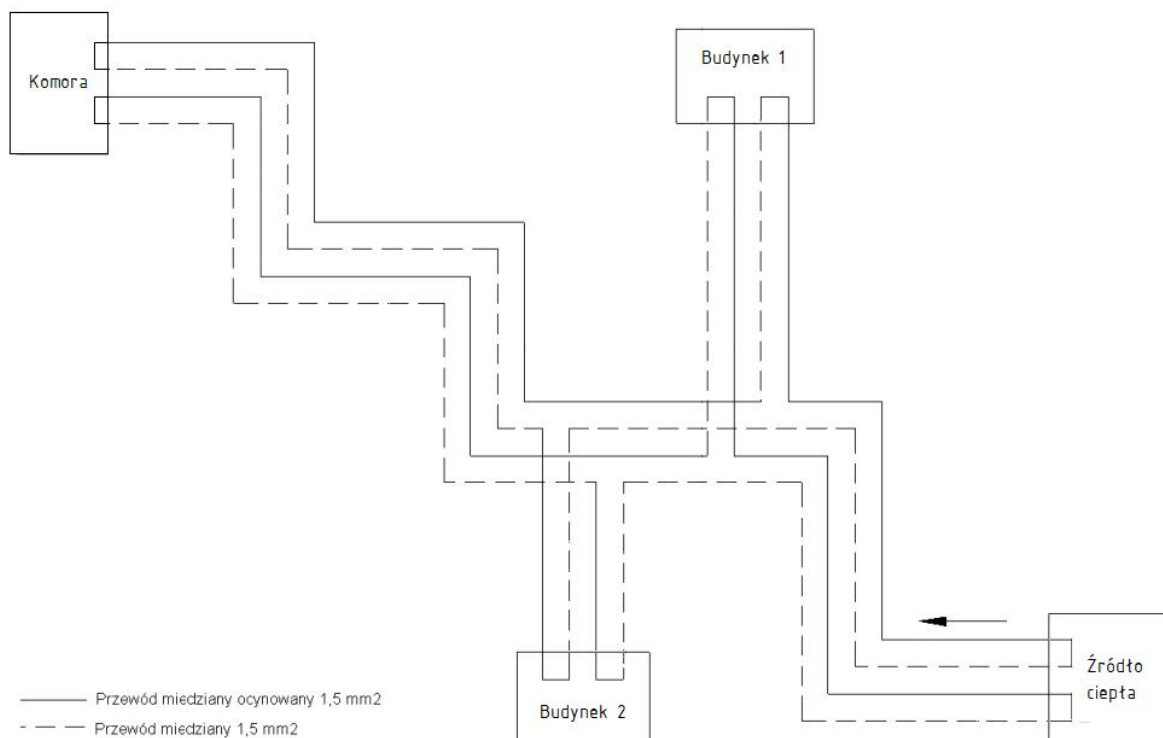 Komora
Budynek 1
Budynek 2
Źródło
ciepła
Przewód miedziany ocynowany 1,5 mm2
Przewód miedziany 1,5 mm2